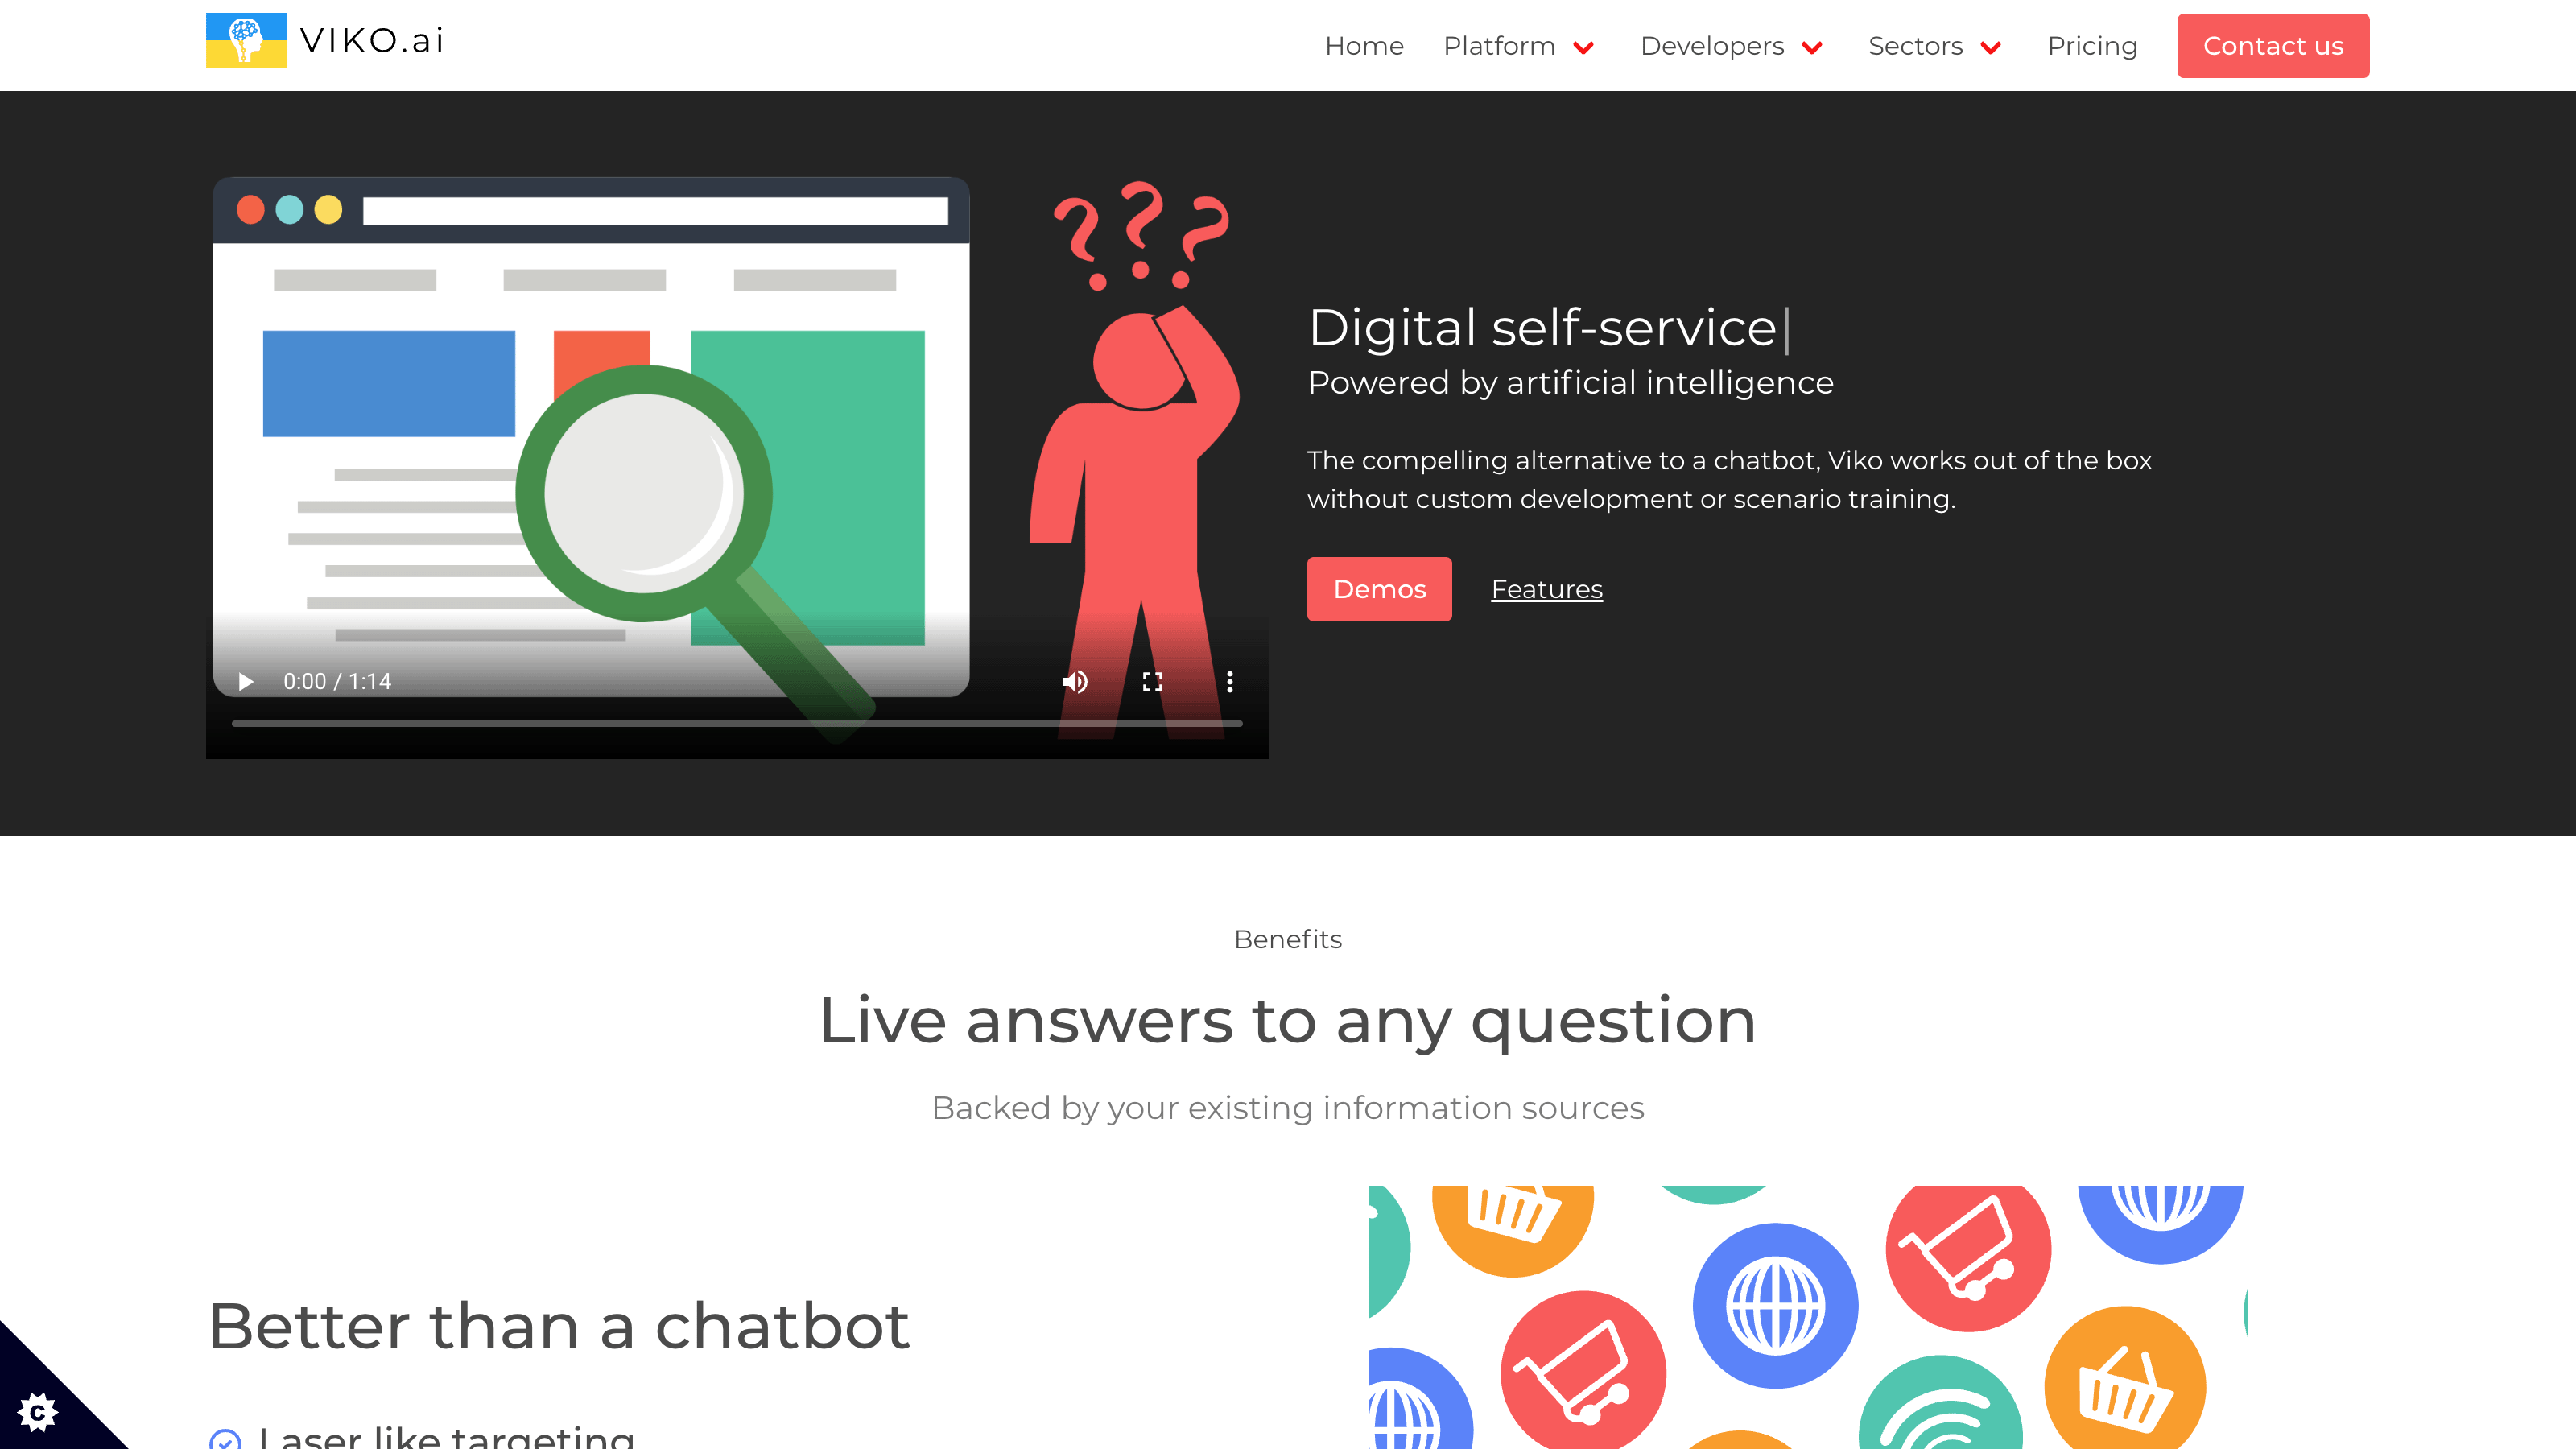 VIKO.ai
Home Platform Developers Sectors Pricing Contact us
???
Digital self-service
Powered by artificial intelligence
The compelling alternative to a chatbot, Viko works out of the box
without custom development or scenario training.
Demos Features
0:00 / 1:14
Benefits
Live answers to any question
Backed by your existing information sources
Better than a chatbot
Laser like targeting
C